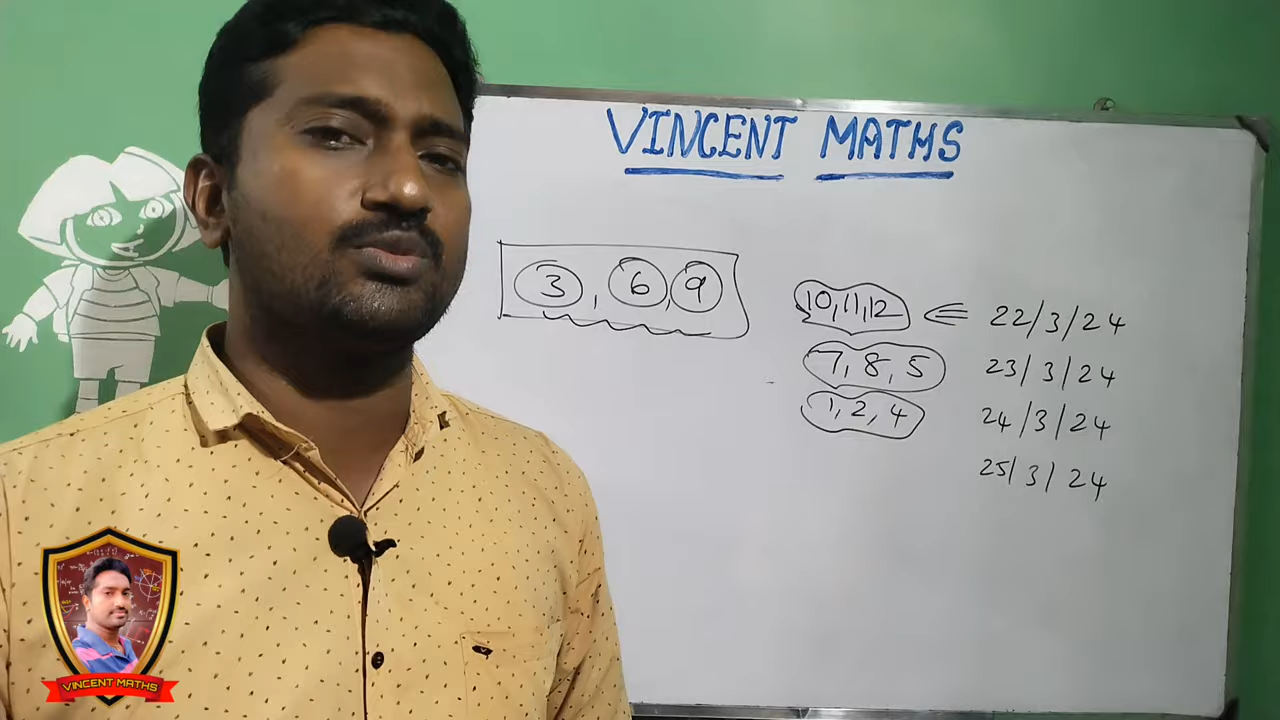 VINCENT MATHS
3, 6, 9
10, 11, 12 ⇐ 22/3/24
7, 8, 5 23/3/24
1, 2, 4 24/3/24
25/3/24
VINCENT MATHS